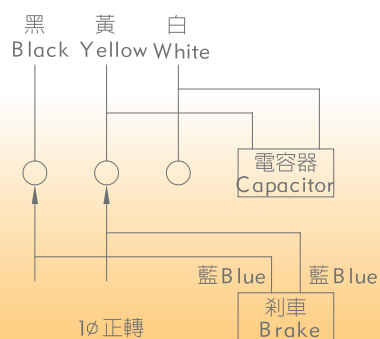 黑 黃 白
Black Yellow White
電容器
Capacitor
藍Blue 藍Blue
剎車
Brake
1ø正轉